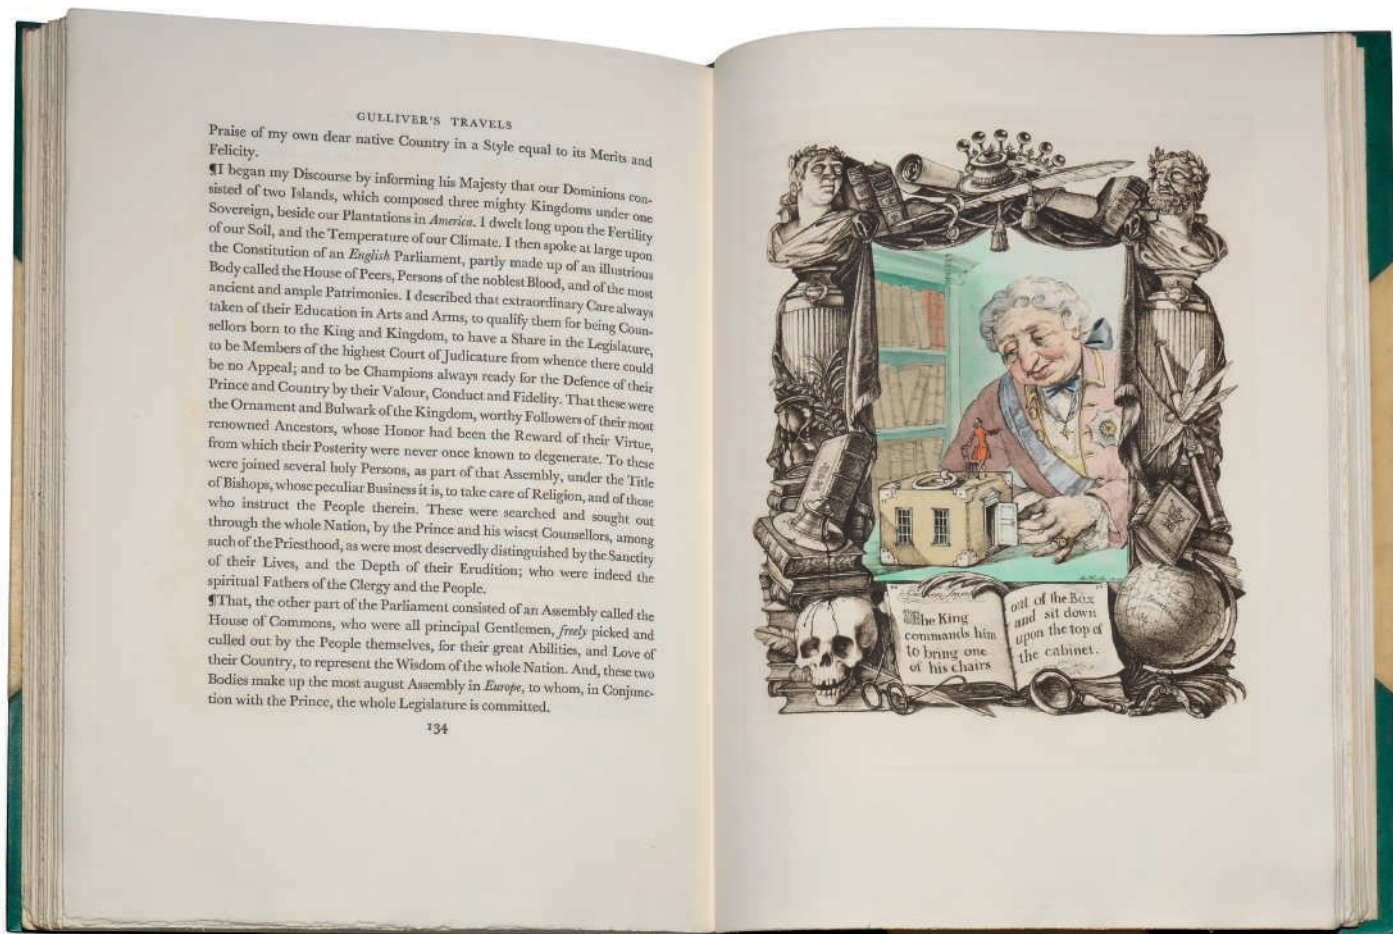 GULLIVER'S TRAVELS
Praise of my own dear native Country in a Style equal to its Merits and
Felicity.
¶I began my Discourse by informing his Majesty that our Dominions con-
sisted of two Islands, which composed three mighty Kingdoms under one
Sovereign, beside our Plantations in America. I dwelt long upon the Fertility
of our Soil, and the Temperature of our Climate. I then spoke at large upon
the Constitution of an English Parliament, partly made up of an illustrious
Body called the House of Peers, Persons of the noblest Blood, and of the most
ancient and ample Patrimonies. I described that extraordinary Care always
taken of their Education in Arts and Arms, to qualify them for being Coun-
sellors born to the King and Kingdom, to have a Share in the Legislature,
to be Members of the highest Court of Judicature from whence there could
be no Appeal; and to be Champions always ready for the Defence of their
Prince and Country by their Valour, Conduct and Fidelity. That these were
the Ornament and Bulwark of the Kingdom, worthy Followers of their most
renowned Ancestors, whose Honor had been the Reward of their Virtue,
from which their Posterity were never once known to degenerate. To these
were joined several holy Persons, as part of that Assembly, under the Title
of Bishops, whose peculiar Business it is, to take care of Religion, and of those
who instruct the People therein. These were searched and sought out
through the whole Nation, by the Prince and his wisest Counsellors, among
such of the Priesthood, as were most deservedly distinguished by the Sanctity
of their Lives, and the Depth of their Erudition; who were indeed the
spiritual Fathers of the Clergy and the People.
¶That, the other part of the Parliament consisted of an Assembly called the
House of Commons, who were all principal Gentlemen, freely picked and
culled out by the People themselves, for their great Abilities, and Love of
their Country, to represent the Wisdom of the whole Nation. And, these two
Bodies make up the most august Assembly in Europe, to whom, in Conjunc-
tion with the Prince, the whole Legislature is committed.
134
The King
commands him
to bring one
of his chairs
out of the Box
and sit down
upon the top of
the cabinet.